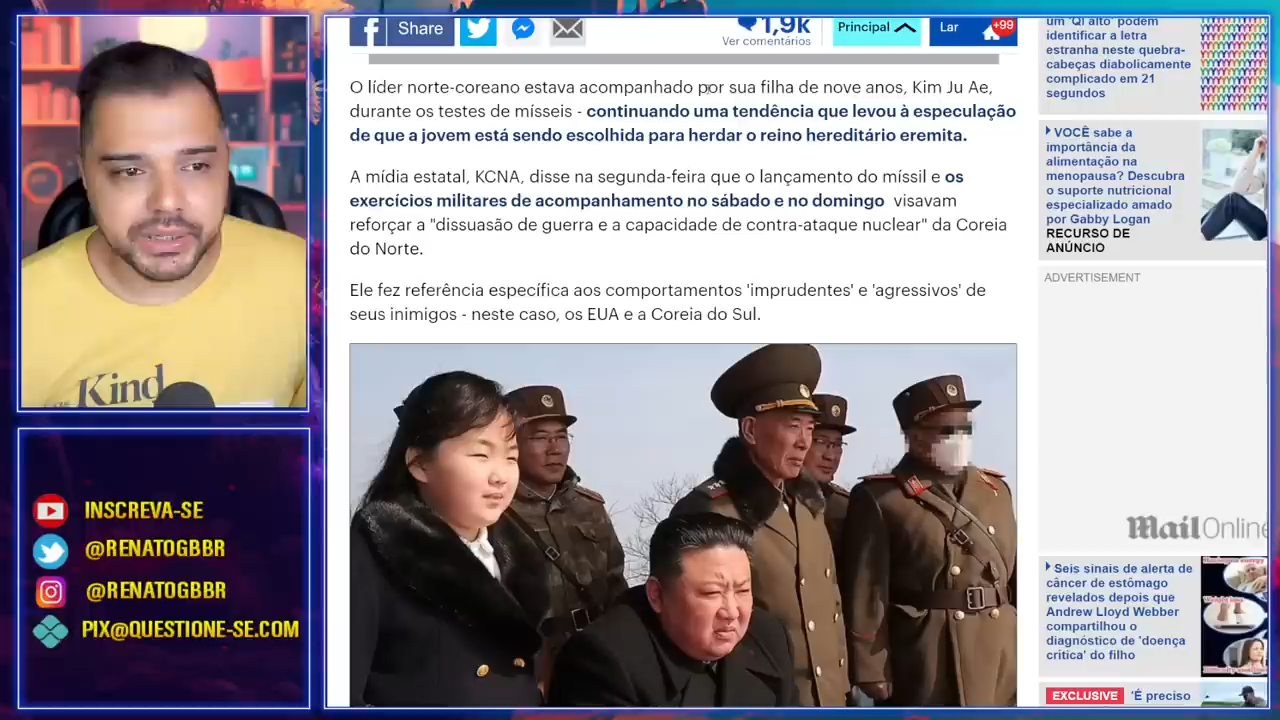 Kind
INSCREVA-SE
@RENATOGBBR
@RENATOGBBR
PIX@QUESTIONE-SE.COM
Share
1,9k
Ver comentários
Principal
Lar
+99
O líder norte-coreano estava acompanhado por sua filha de nove anos, Kim Ju Ae,
durante os testes de mísseis - continuando uma tendência que levou à especulação
de que a jovem está sendo escolhida para herdar o reino hereditário eremita.
A mídia estatal, KCNA, disse na segunda-feira que o lançamento do míssil e os
exercícios militares de acompanhamento no sábado e no domingo visavam
reforçar a "dissuasão de guerra e a capacidade de contra-ataque nuclear" da Coreia
do Norte.
Ele fez referência específica aos comportamentos 'imprudentes' e 'agressivos' de
seus inimigos - neste caso, os EUA e a Coreia do Sul.
um 'QI alto' podem
identificar a letra
estranha neste quebra-
cabeças diabolicamente
complicado em 21
segundos
VOCÊ sabe a
importância da
alimentação na
menopausa? Descubra
o suporte nutricional
especializado amado
por Gabby Logan
RECURSO DE
ANÚNCIO
ADVERTISEMENT
MailOnline
Seis sinais de alerta de
câncer de estômago
revelados depois que
Andrew Lloyd Webber
compartilhou o
diagnóstico de 'doença
crítica' do filho
EXCLUSIVE 'É preciso